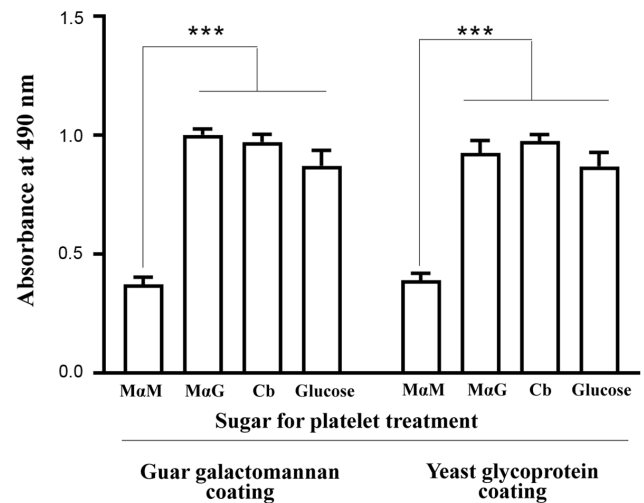 1.5
***
***
1.0
0.5
0.0
Absorbance at 490 nm
MαM MαG Cb Glucose MαM MαG Cb Glucose
Sugar for platelet treatment
Guar galactomannan
coating
Yeast glycoprotein
coating